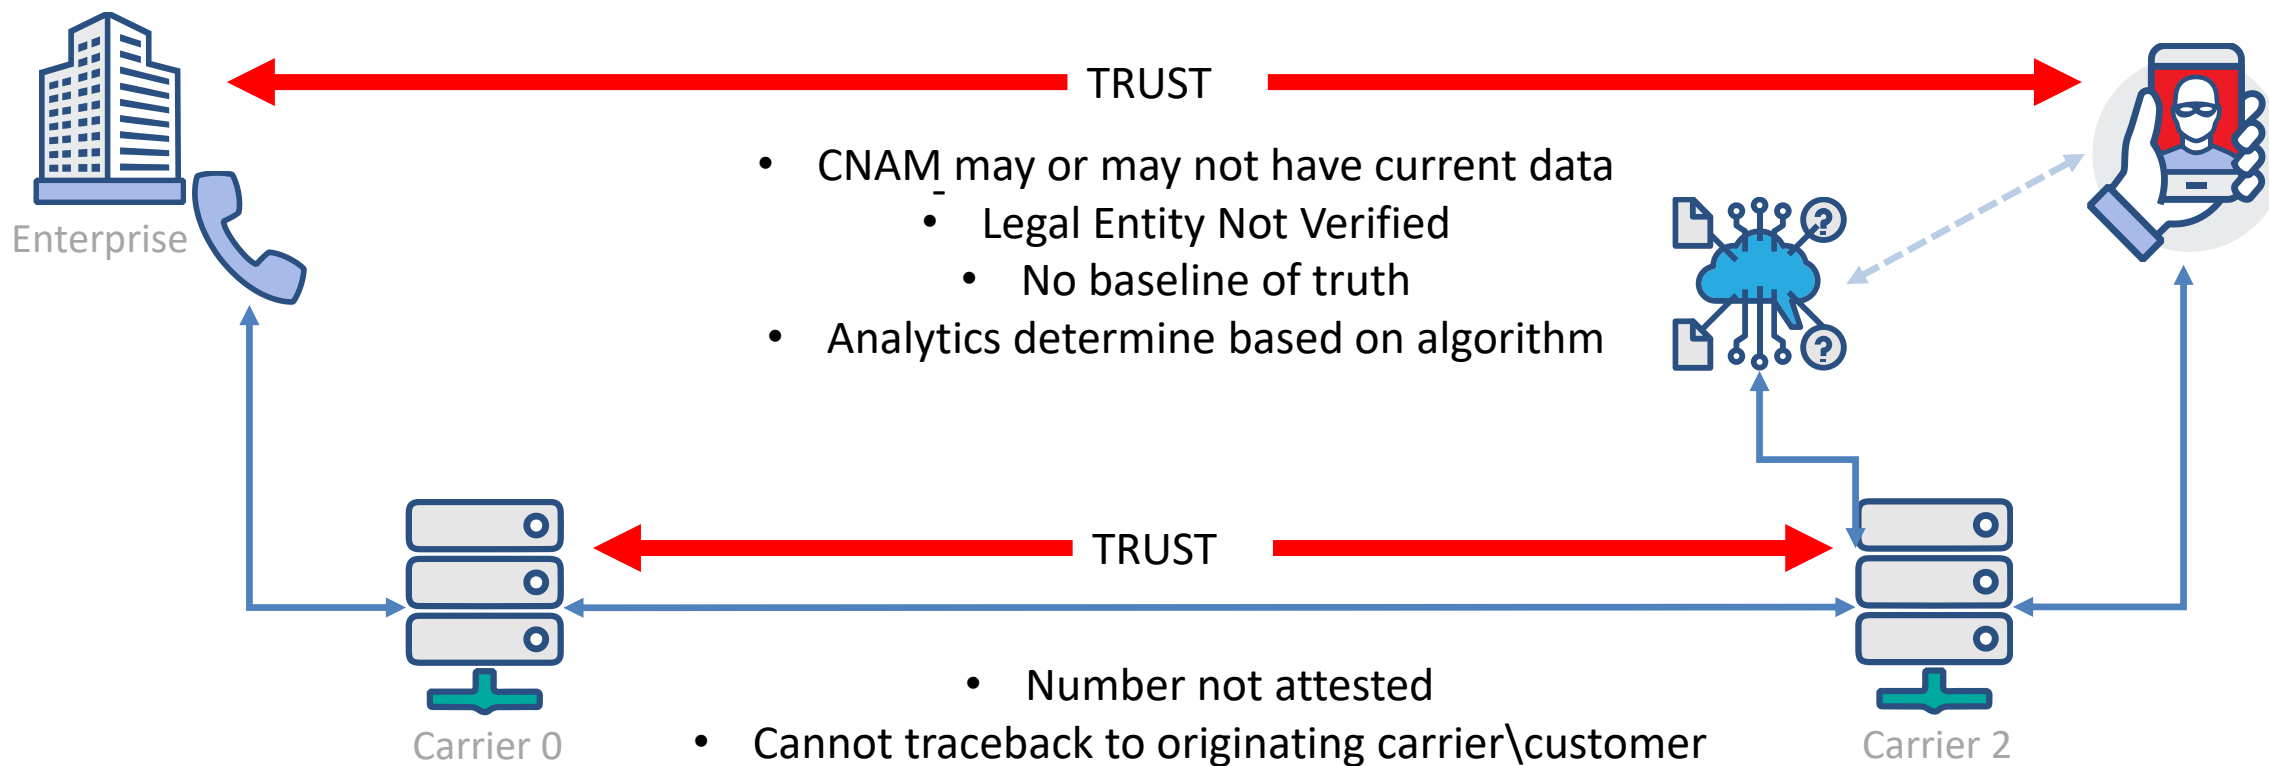 TRUST
• CNAM may or may not have current data
• Legal Entity Not Verified
• No baseline of truth
• Analytics determine based on algorithm
Enterprise
?
?
TRUST
• Number not attested
• Cannot traceback to originating carrier\customer
Carrier 0
Carrier 2